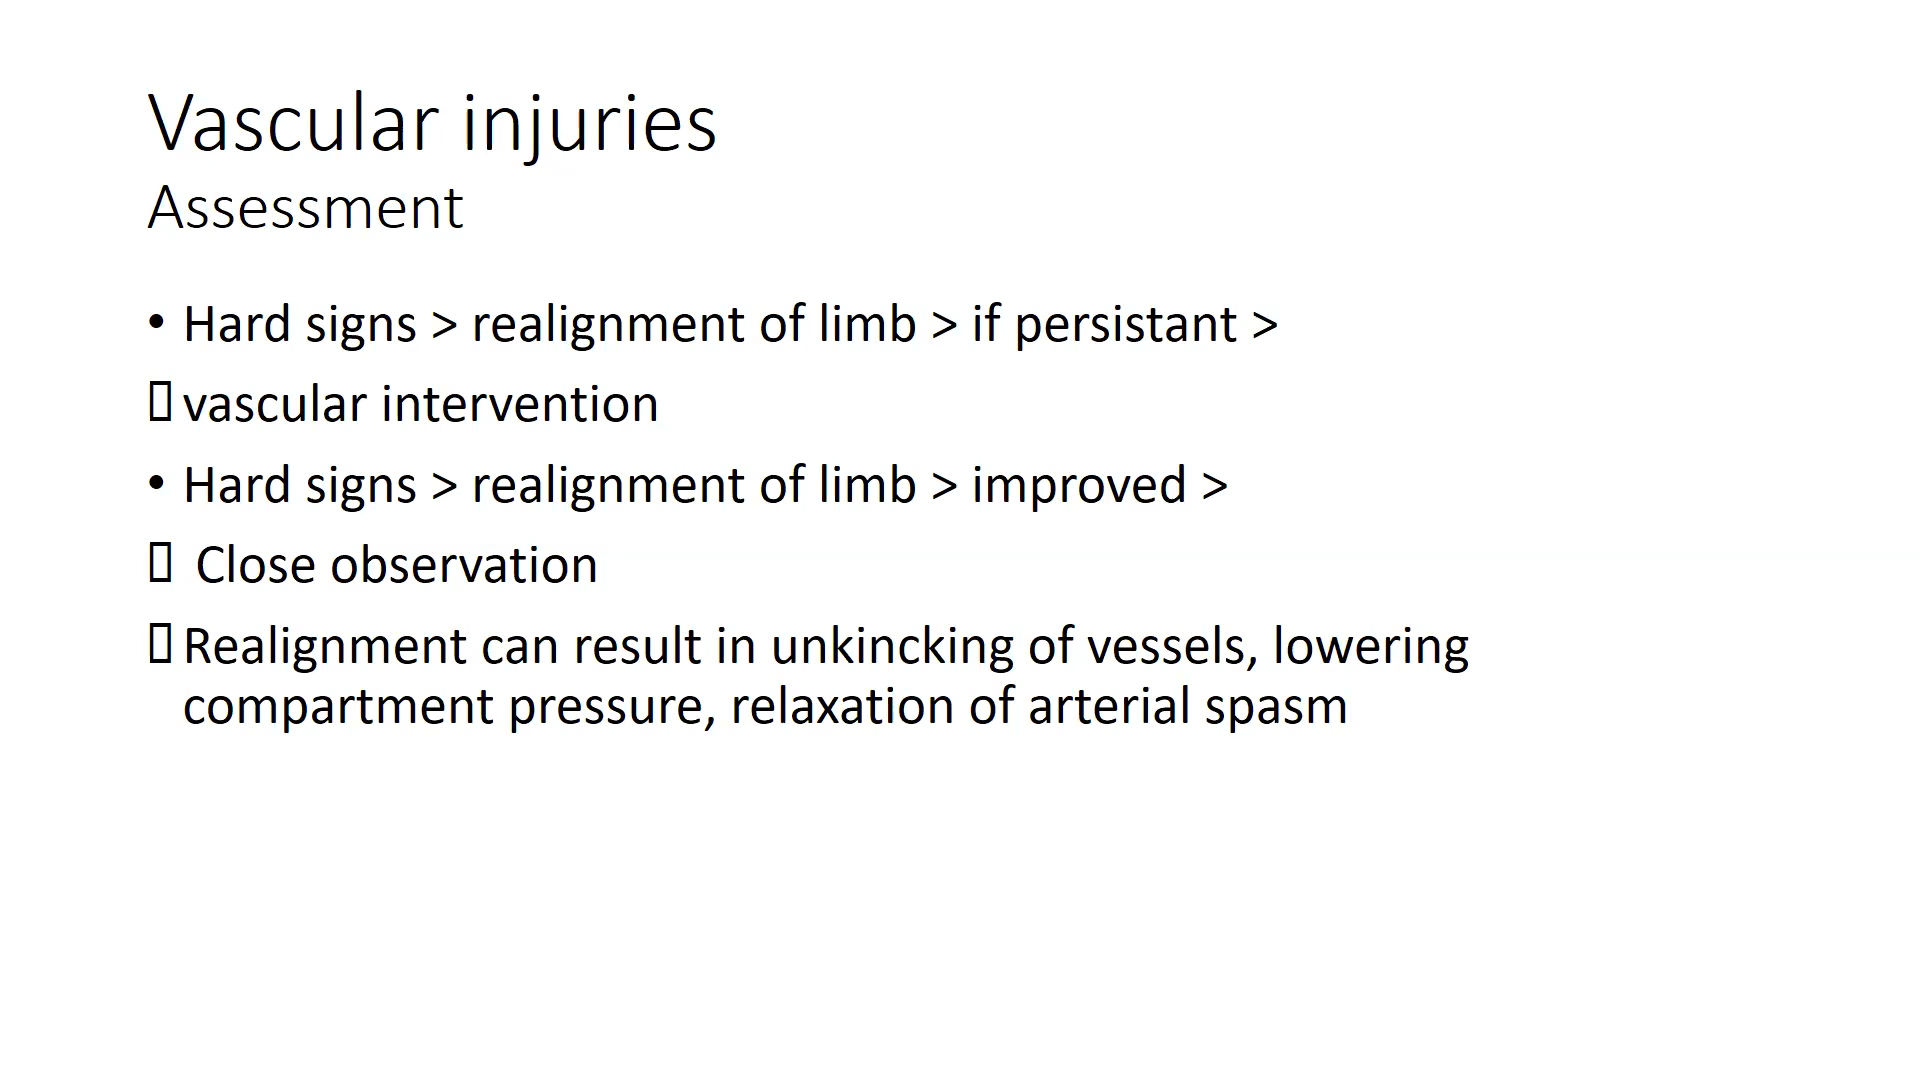 Vascular injuries
Assessment
• Hard signs > realignment of limb > if persistant >
▯ vascular intervention
• Hard signs > realignment of limb > improved >
▯ Close observation
▯ Realignment can result in unkincking of vessels, lowering
compartment pressure, relaxation of arterial spasm